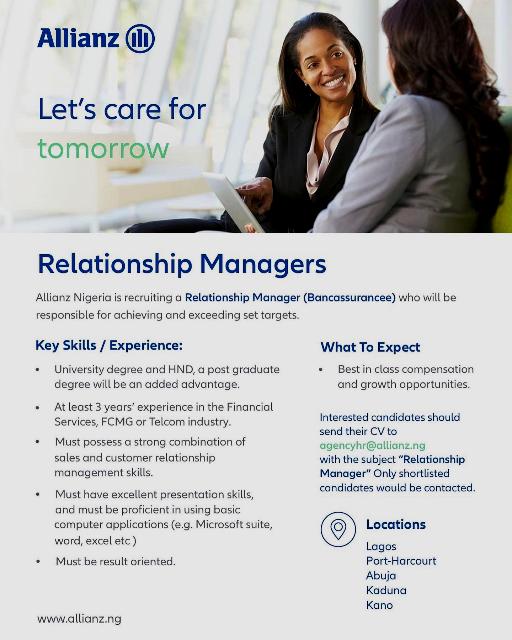 Allianz
Let's care for
tomorrow
Relationship Managers
Allianz Nigeria is recruiting a Relationship Manager (Bancassurancee) who will be
responsible for achieving and exceeding set targets.
Key Skills / Experience:
• University degree and HND, a post graduate
degree will be an added advantage.
• At least 3 years' experience in the Financial
Services, FCMG or Telcom industry.
• Must possess a strong combination of
sales and customer relationship
management skills.
• Must have excellent presentation skills,
and must be proficient in using basic
computer applications (e.g. Microsoft suite,
word, excel etc )
• Must be result oriented.
www.allianz.ng
What To Expect
• Best in class compensation
and growth opportunities.
Interested candidates should
send their CV to
agencyhr@allianz.ng
with the subject “Relationship
Manager” Only shortlisted
candidates would be contacted.
Locations
Lagos
Port-Harcourt
Abuja
Kaduna
Kano